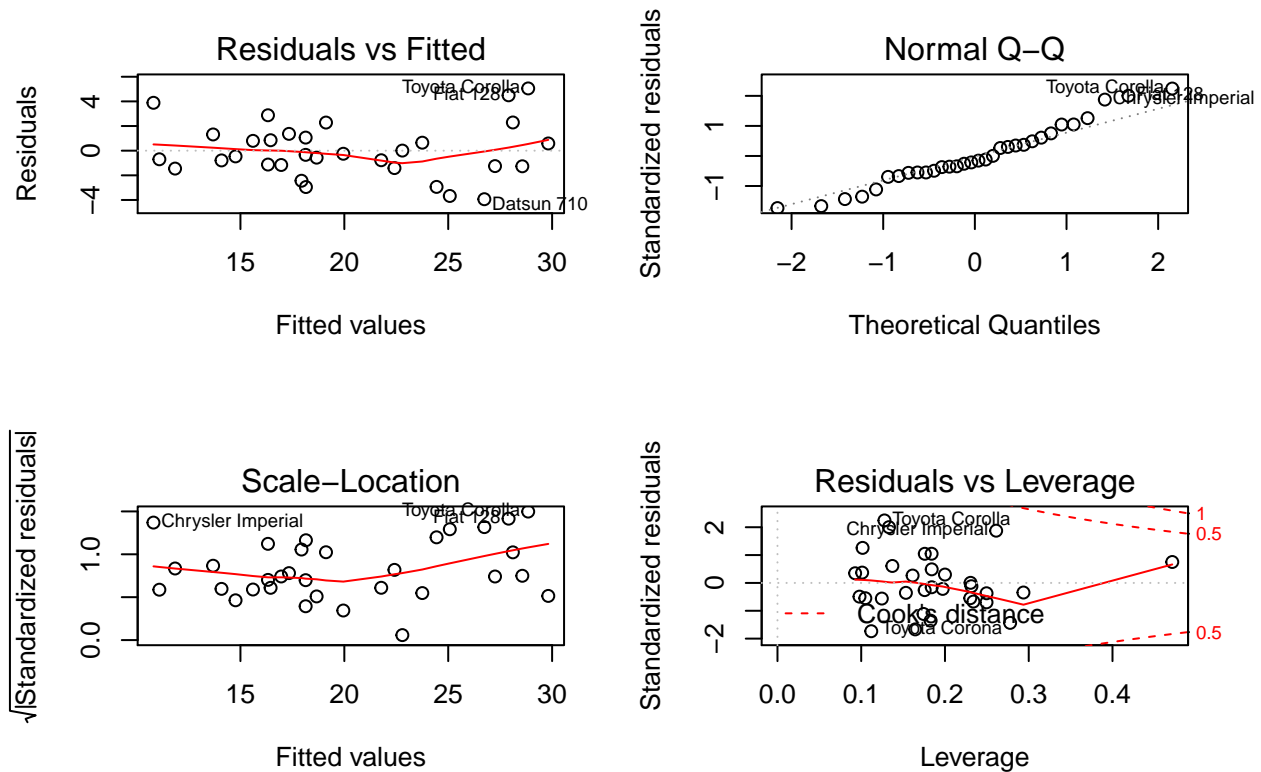 Residuals vs Fitted
Residuals
4
0
−4
Toyota Corolla
Fiat 128
Datsun 710
15 20 25 30
Fitted values
Normal Q−Q
Standardized residuals
1
−1
Toyota Corolla
Fiat 128
Chrysler Imperial
−2 −1 0 1 2
Theoretical Quantiles
Scale−Location
√|Standardized residuals|
1.0
0.0
Chrysler Imperial
Toyota Corolla
Fiat 128
15 20 25 30
Fitted values
Residuals vs Leverage
Standardized residuals
2
0
−2
Toyota Corolla
Chrysler Imperial
Cook's distance
Toyota Corona
1
0.5
0.5
0.0 0.1 0.2 0.3 0.4
Leverage